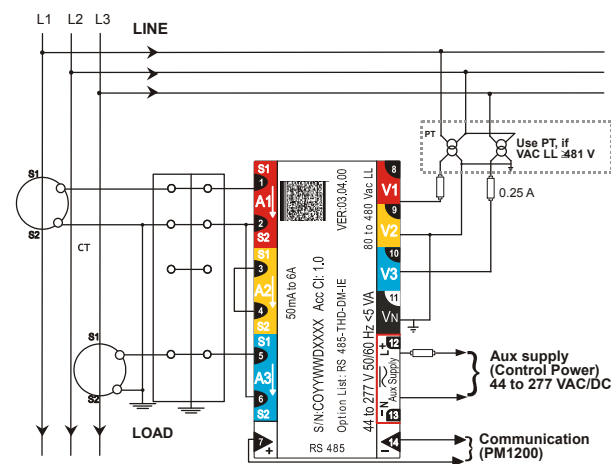 L1 L2 L3
LINE
PT
Use PT, if
VAC LL ≥481 V
S1
S2
CT
S1
S2
LOAD
0.25 A
S1
1
A1
2
S2
S1
3
A2
4
S2
S1
5
A3
6
S2
7
+
50mA to 6A
S/N:COYYWWDXXXX Acc Cl: 1.0
VER:03.04.00
Option List: RS 485-THD-DM-IE
80 to 480 Vac LL
44 to 277 V 50/60 Hz <5 VA
RS 485
8
V1
9
V2
10
V3
11
VN
12
L+
Aux Supply
N
13
14
Aux supply
(Control Power)
44 to 277 VAC/DC
Communication
(PM1200)